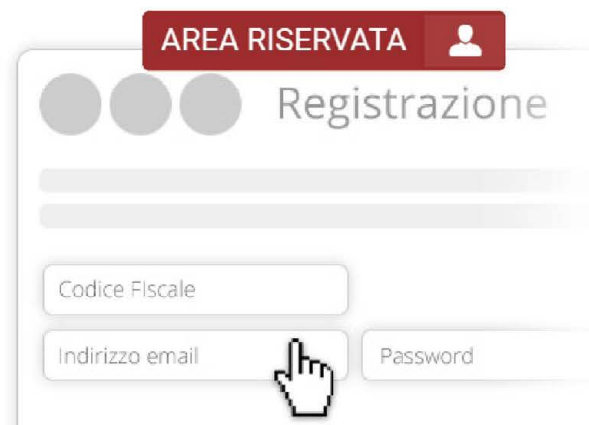 AREA RISERVATA
Registrazione
Codice FIscale
Indirizzo email
Password